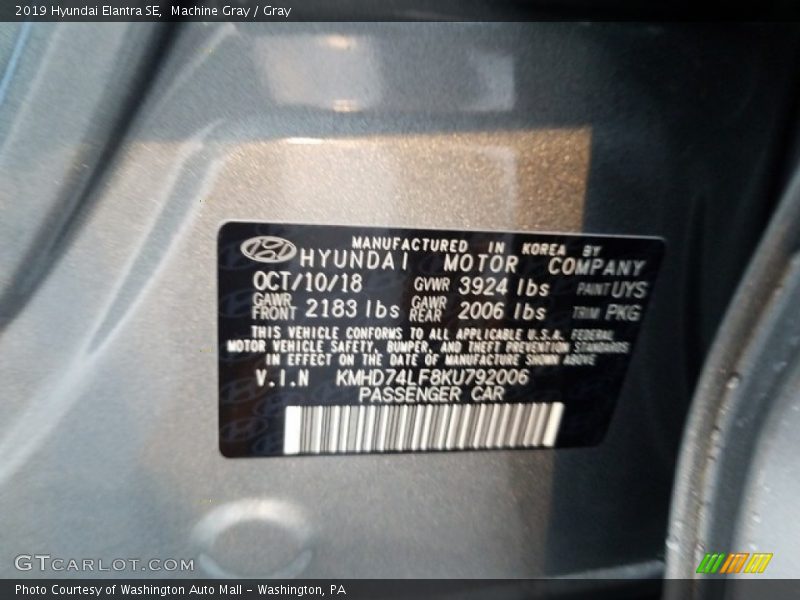 2019 Hyundai Elantra SE, Machine Gray / Gray
MANUFACTURED IN KOREA BY
HYUNDAI MOTOR COMPANY
OCT/10/18 GVWR 3924 lbs PAINT UYS
GAWR FRONT 2183 lbs GAWR REAR 2006 lbs TRIM PKG
THIS VEHICLE CONFORMS TO ALL APPLICABLE U.S.A. FEDERAL
MOTOR VEHICLE SAFETY, BUMPER, AND THEFT PREVENTION STANDARDS
IN EFFECT ON THE DATE OF MANUFACTURE SHOWN ABOVE
V.I.N KMHD74LF8KU792006
PASSENGER CAR
GTCARLOT.COM
Photo Courtesy of Washington Auto Mall - Washington, PA